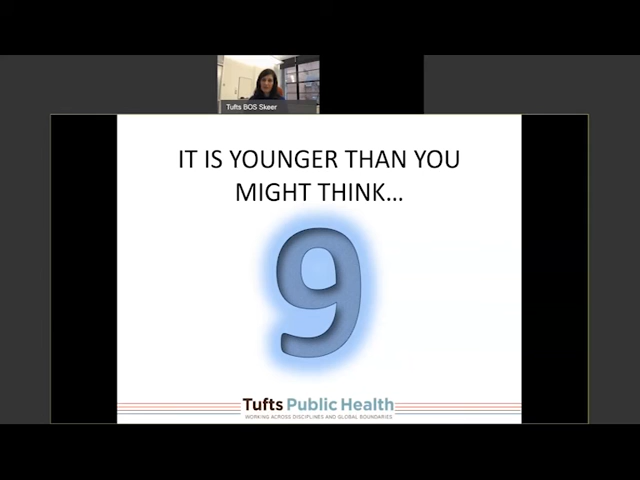 Tufts BOS Skeer
IT IS YOUNGER THAN YOU
MIGHT THINK...
9
Tufts Public Health
WORKING ACROSS DISCIPLINES AND GLOBAL BOUNDARIES